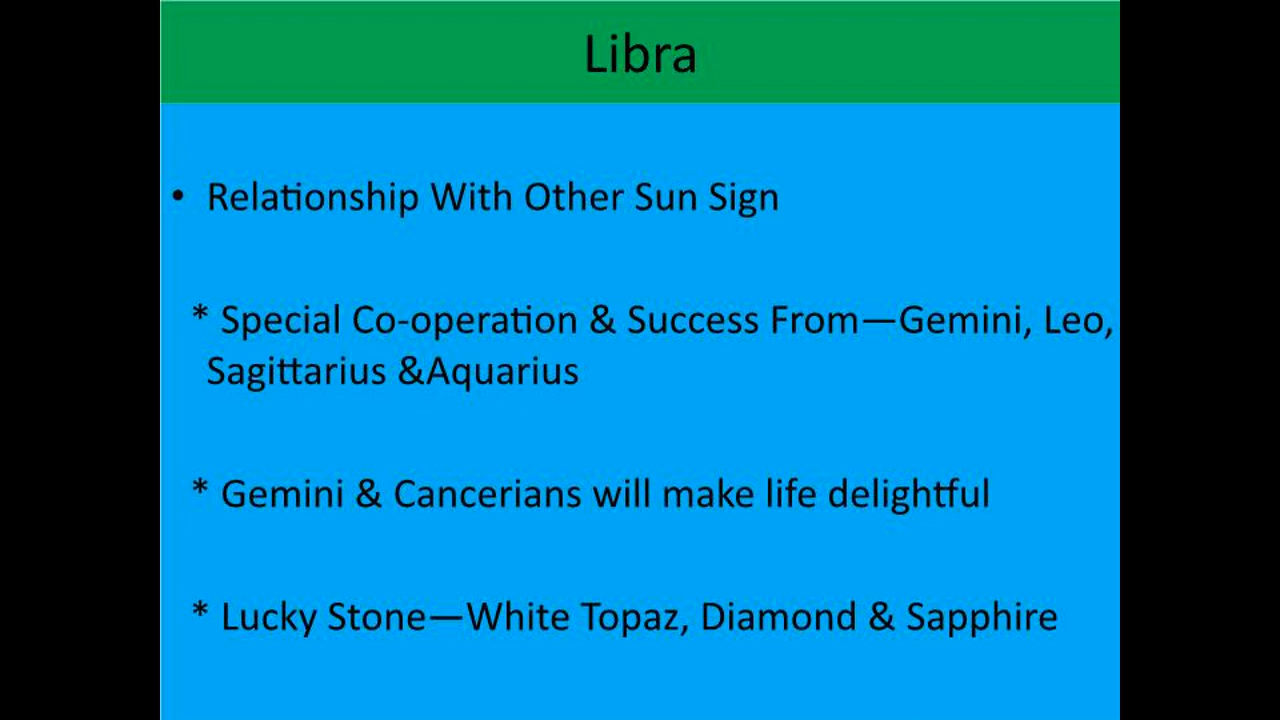 Libra
• Relationship With Other Sun Sign
* Special Co-operation & Success From—Gemini, Leo,
Sagittarius &Aquarius
* Gemini & Cancerians will make life delightful
* Lucky Stone—White Topaz, Diamond & Sapphire